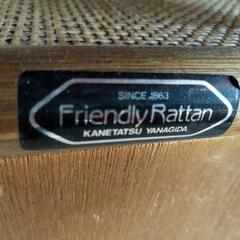 SINCE 1863
Friendly Rattan
KANETATSU YANAGIDA